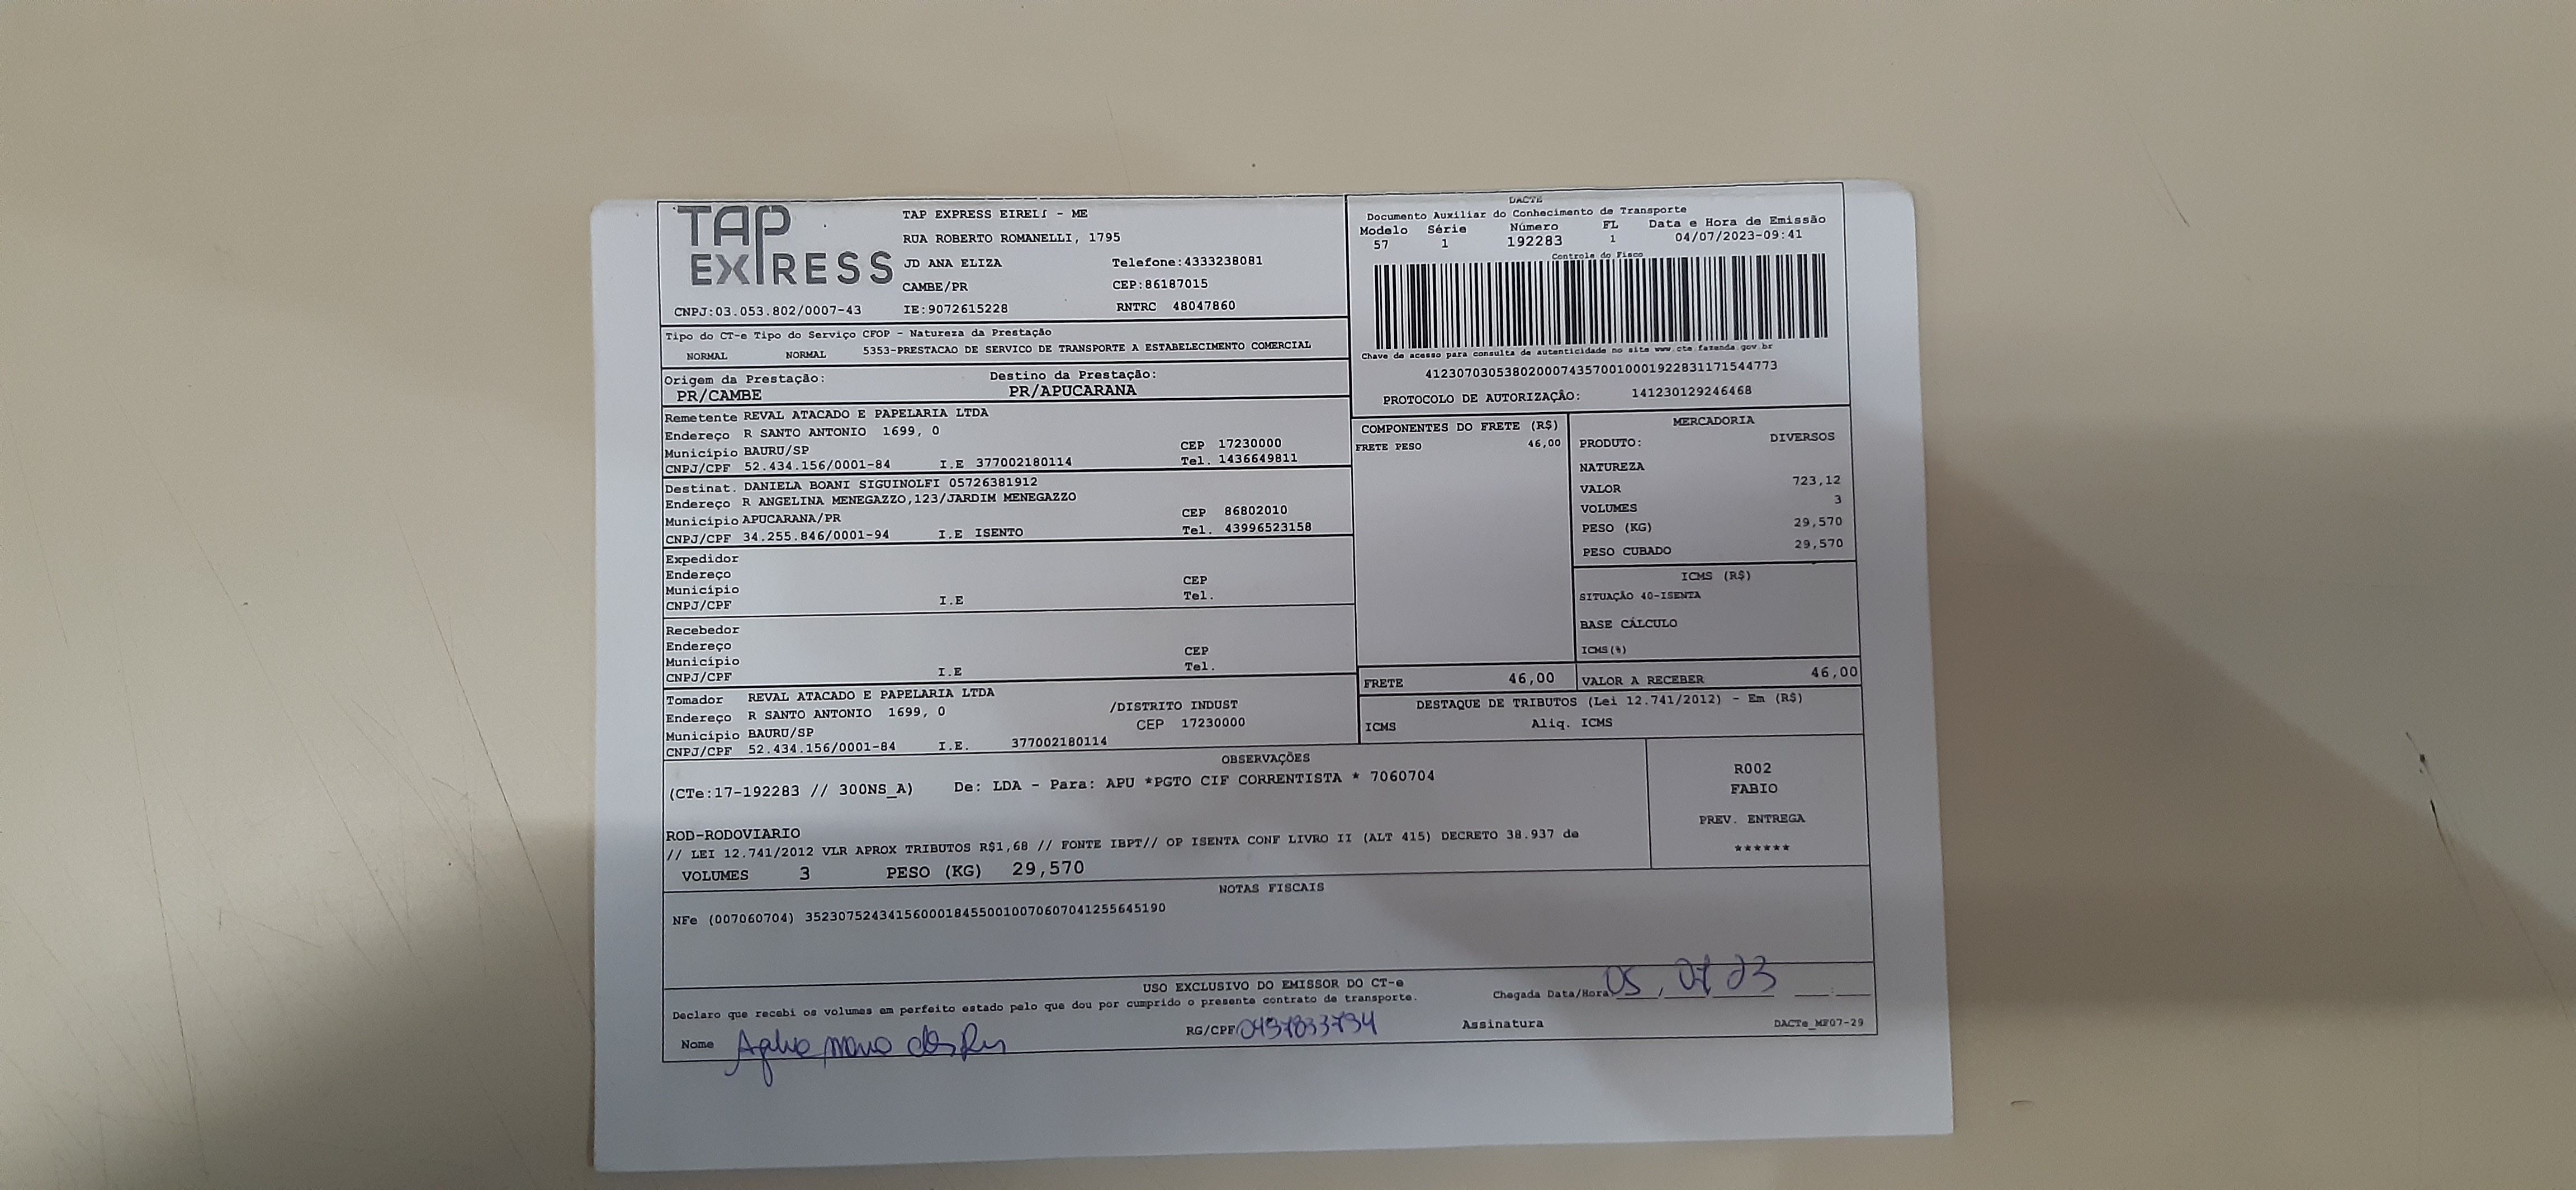 TAP
EXPRESS
TAP EXPRESS EIRELI - ME
RUA ROBERTO ROMANELLI, 1795
JD ANA ELIZA Telefone:4333238081
CAMBE/PR CEP:86187015
CNPJ:03.053.802/0007-43 IE:9072615228 RNTRC 48047860
DACTE
Documento Auxiliar do Conhecimento de Transporte
Modelo Série Número FL Data e Hora de Emissão
57 1 192283 1 04/07/2023-09:41
Controle do Fisco
Chave de acesso para consulta de autenticidade no site www.cte fazenda gov br
41230703053802000743570010001922831171544773
PROTOCOLO DE AUTORIZAÇÃO: 141230129246468
Tipo do CT-e Tipo do Serviço CFOP - Natureza da Prestação
NORMAL NORMAL 5353-PRESTACAO DE SERVICO DE TRANSPORTE A ESTABELECIMENTO COMERCIAL
Origem da Prestação: Destino da Prestação:
PR/CAMBE PR/APUCARANA
Remetente REVAL ATACADO E PAPELARIA LTDA
Endereço R SANTO ANTONIO 1699, 0
Município BAURU/SP CEP 17230000
CNPJ/CPF 52.434.156/0001-84 I.E 377002180114 Tel. 1436649811
Destinat. DANIELA BOANI SIGUINOLFI 05726381912
Endereço R ANGELINA MENEGAZZO,123/JARDIM MENEGAZZO
Município APUCARANA/PR CEP 86802010
CNPJ/CPF 34.255.846/0001-94 I.E ISENTO Tel. 43996523158
Expedidor
Endereço
Município CEP
CNPJ/CPF I.E Tel.
Recebedor
Endereço
Município CEP
CNPJ/CPF I.E Tel.
Tomador REVAL ATACADO E PAPELARIA LTDA
Endereço R SANTO ANTONIO 1699, 0 /DISTRITO INDUST
Município BAURU/SP CEP 17230000
CNPJ/CPF 52.434.156/0001-84 I.E. 377002180114
COMPONENTES DO FRETE (R$)
FRETE PESO 46,00
MERCADORIA
PRODUTO: DIVERSOS
NATUREZA
VALOR 723,12
VOLUMES 3
PESO (KG) 29,570
PESO CUBADO 29,570
ICMS (R$)
SITUAÇÃO 40-ISENTA
BASE CÁLCULO
ICMS(%)
FRETE 46,00 VALOR A RECEBER 46,00
DESTAQUE DE TRIBUTOS (Lei 12.741/2012) - Em (R$)
ICMS Aliq. ICMS
OBSERVAÇÕES
(CTe:17-192283 // 300NS_A) De: LDA - Para: APU *PGTO CIF CORRENTISTA * 7060704
ROD-RODOVIARIO
// LEI 12.741/2012 VLR APROX TRIBUTOS R$1,68 // FONTE IBPT// OP ISENTA CONF LIVRO II (ALT 415) DECRETO 38.937 de
VOLUMES 3 PESO (KG) 29,570
R002
FABIO
PREV. ENTREGA
******
NOTAS FISCAIS
NFe (007060704) 35230752434156000184550010070607041255645190
USO EXCLUSIVO DO EMISSOR DO CT-e
Declaro que recebi os volumes em perfeito estado pelo que dou por cumprido o presente contrato de transporte.
Chegada Data/Hora 05 / 07 23
Nome RG/CPF 0497833794 Assinatura DACTe_MF07-29